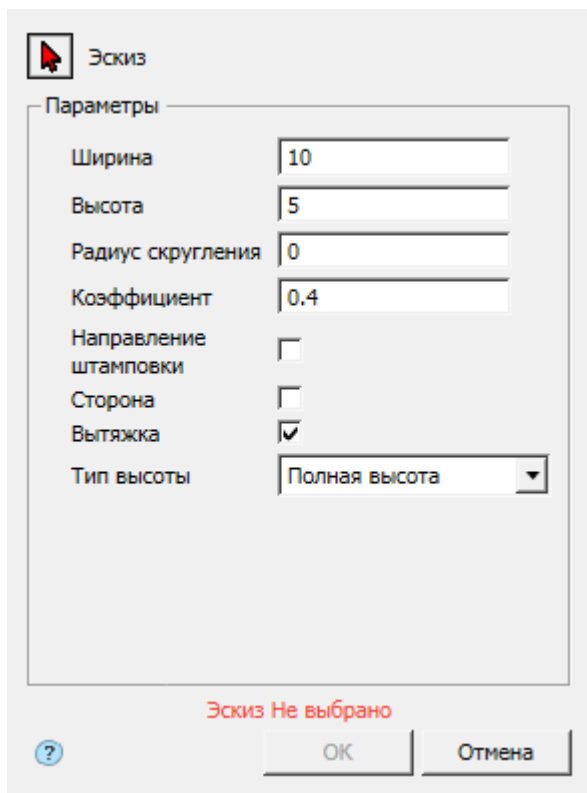 Эскиз
Параметры
Ширина 10
Высота 5
Радиус скругления 0
Коэффициент 0.4
Направление
штамповки
Сторона
Вытяжка
Тип высоты Полная высота
Эскиз Не выбрано
? OK Отмена